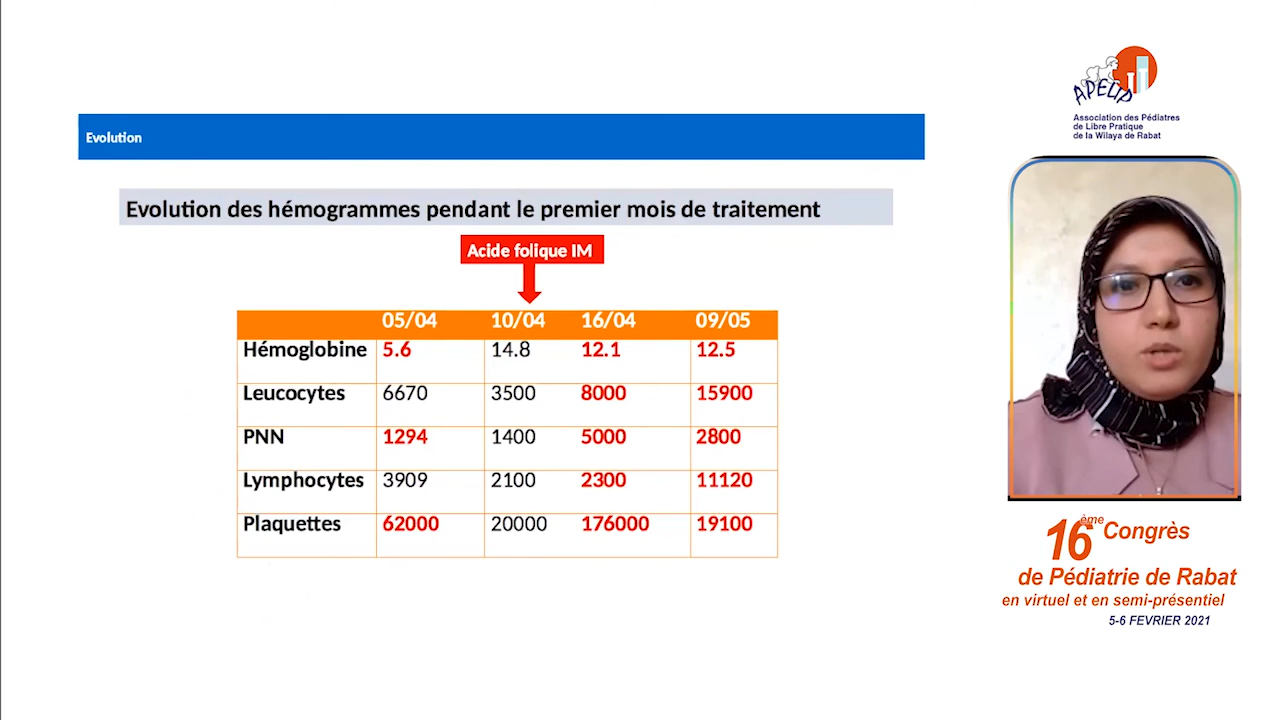 Evolution
Evolution des hémogrammes pendant le premier mois de traitement
Acide folique IM
05/04 10/04 16/04 09/05
Hémoglobine 5.6 14.8 12.1 12.5
Leucocytes 6670 3500 8000 15900
PNN 1294 1400 5000 2800
Lymphocytes 3909 2100 2300 11120
Plaquettes 62000 20000 176000 19100
APELIP
Association des Pédiatres
de Libre Pratique
de la Wilaya de Rabat
16ème Congrès
de Pédiatrie de Rabat
en virtuel et en semi-présentiel
5-6 FEVRIER 2021